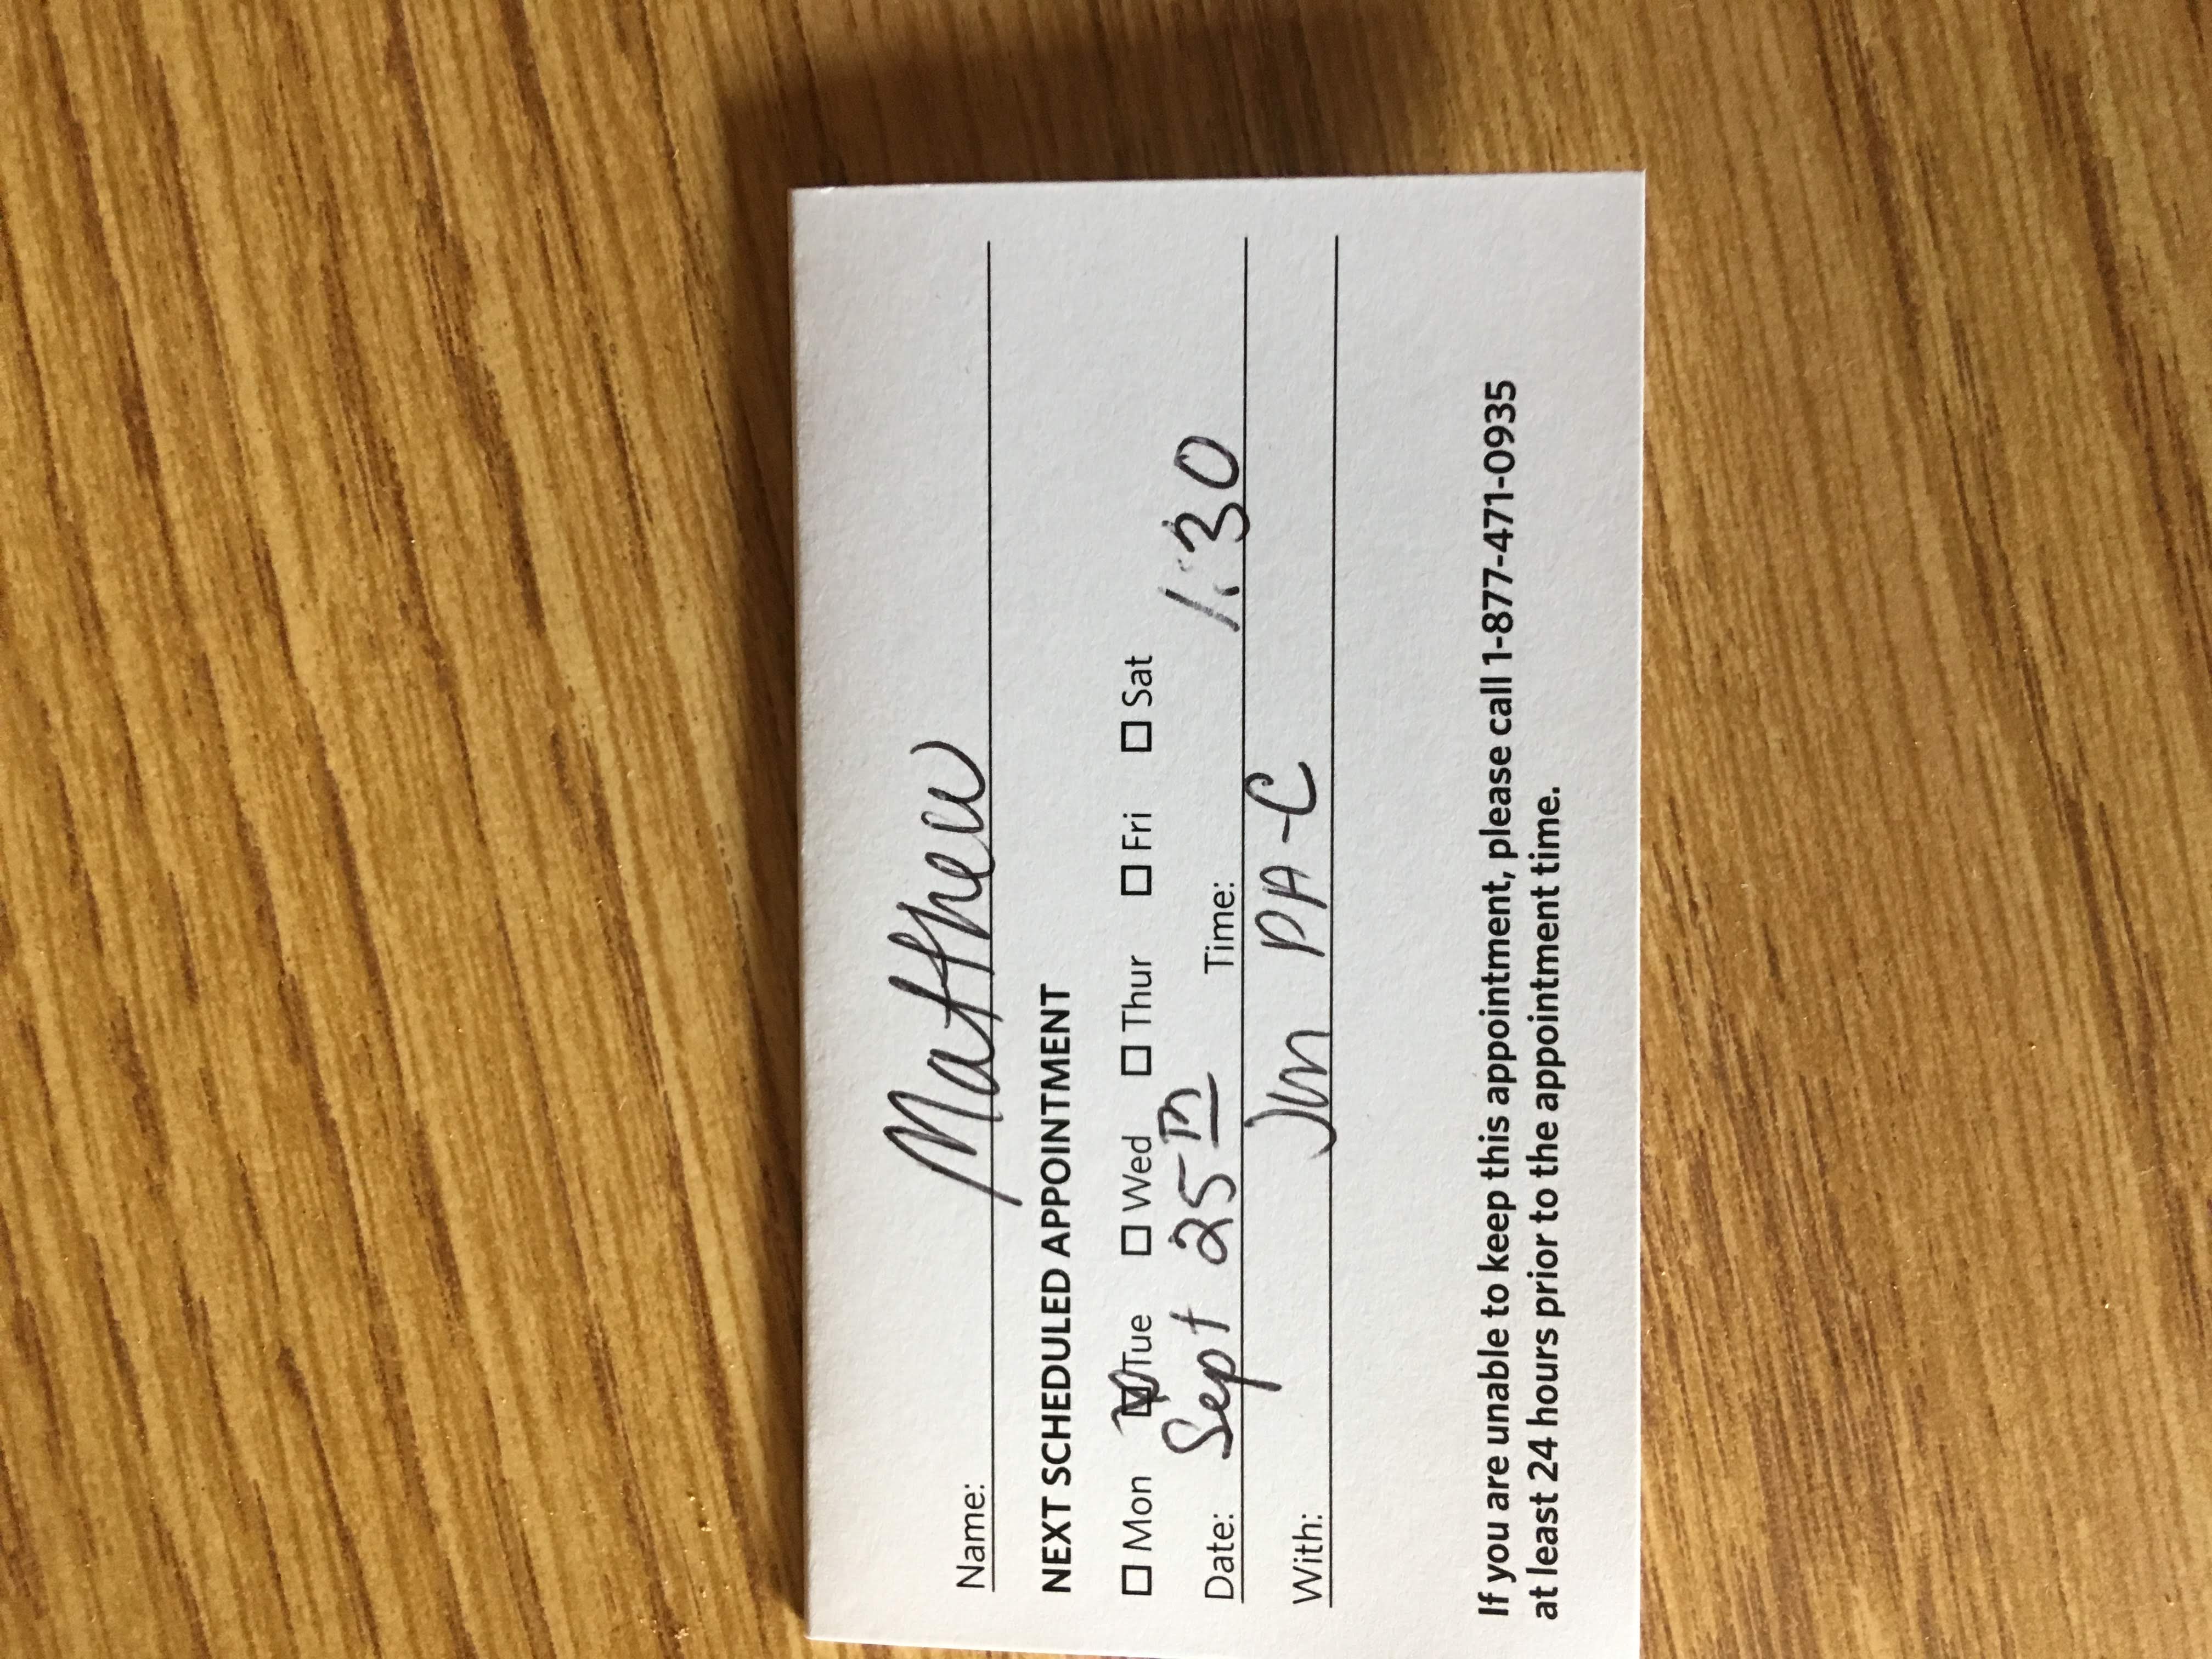 Name: Matthew
NEXT SCHEDULED APPOINTMENT
☐ Mon ☑ Tue ☐ Wed ☐ Thur ☐ Fri ☐ Sat
Date: Sept 25th Time: 1:30
With: Jen PA-C
If you are unable to keep this appointment, please call 1-877-471-0935
at least 24 hours prior to the appointment time.